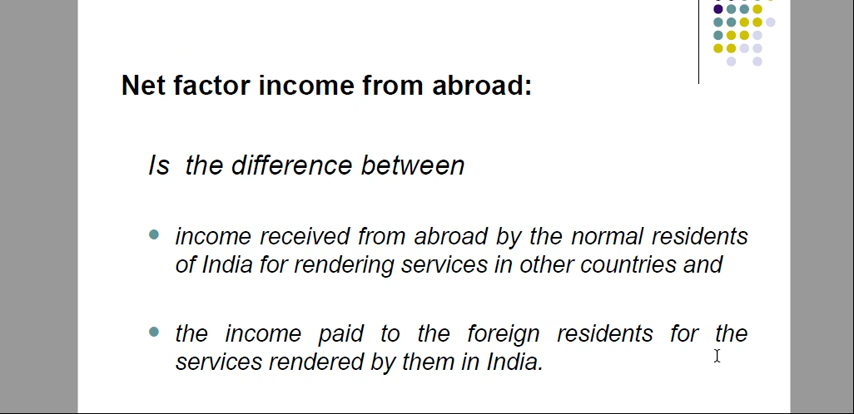 Net factor income from abroad:
Is the difference between
income received from abroad by the normal residents
of India for rendering services in other countries and
the income paid to the foreign residents for the
services rendered by them in India.